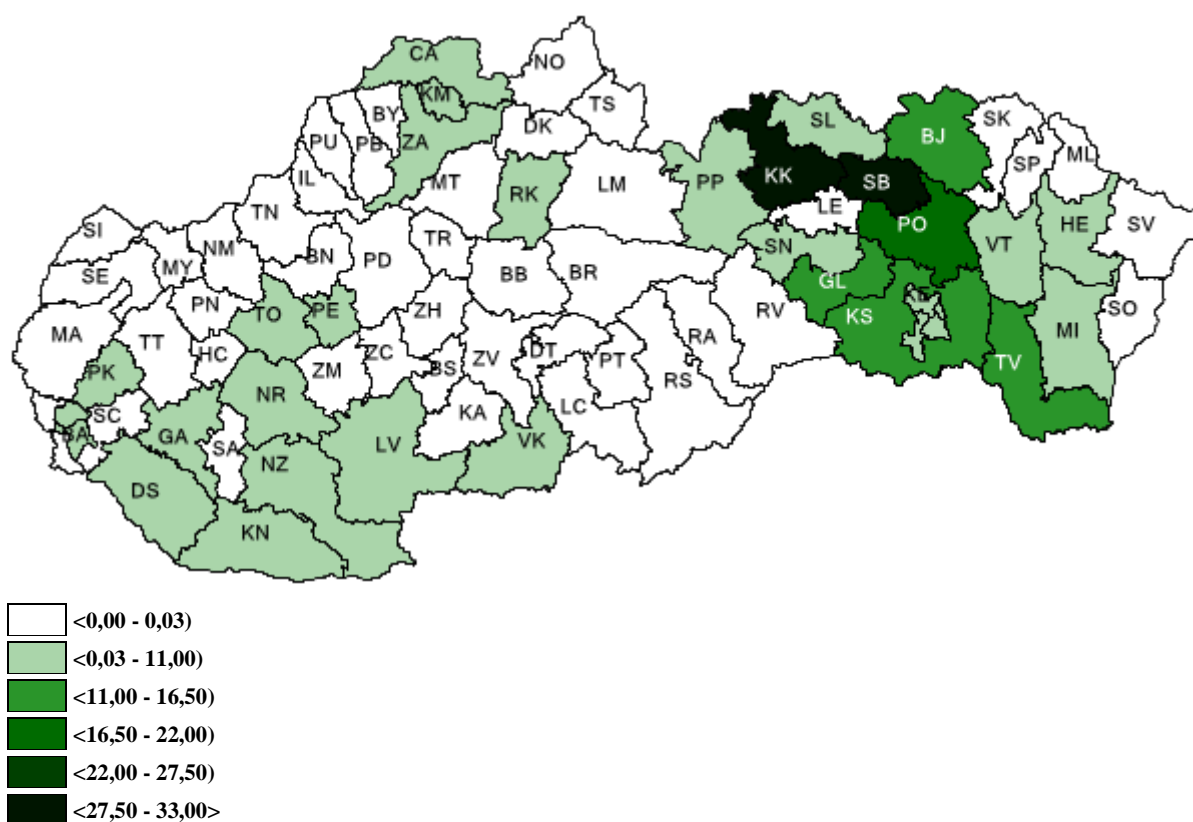 CA
NO
KM
BY
TS
PU
PB
ZA
DK
SL
BJ
SK
SP
ML
IL
MT
RK
LM
PP
KK
SB
LE
PO
HE
SV
TN
SI
NM
MY
SE
BN
PD
TR
BB
BR
SN
VT
GL
KE
SO
MA
TT
PN
TO
PE
ZH
RV
KS
MI
TV
HC
ZM
ZC
BS
ZV
DT
PT
RA
RS
PK
NR
KA
LC
SC
BA
GA
SA
NZ
LV
VK
DS
KN
<0,00 - 0,03)
<0,03 - 11,00)
<11,00 - 16,50)
<16,50 - 22,00)
<22,00 - 27,50)
<27,50 - 33,00>